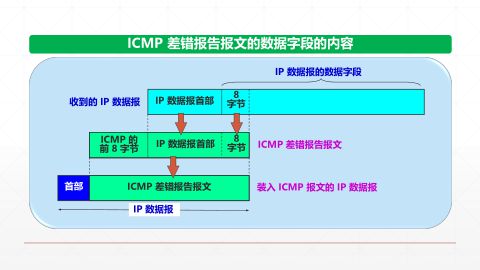 ICMP 差错报告报文的数据字段的内容
IP 数据报的数据字段
收到的 IP 数据报
IP 数据报首部
8
字节
ICMP 的
前 8 字节
IP 数据报首部
8
字节
ICMP 差错报告报文
首部
ICMP 差错报告报文
装入 ICMP 报文的 IP 数据报
IP 数据报